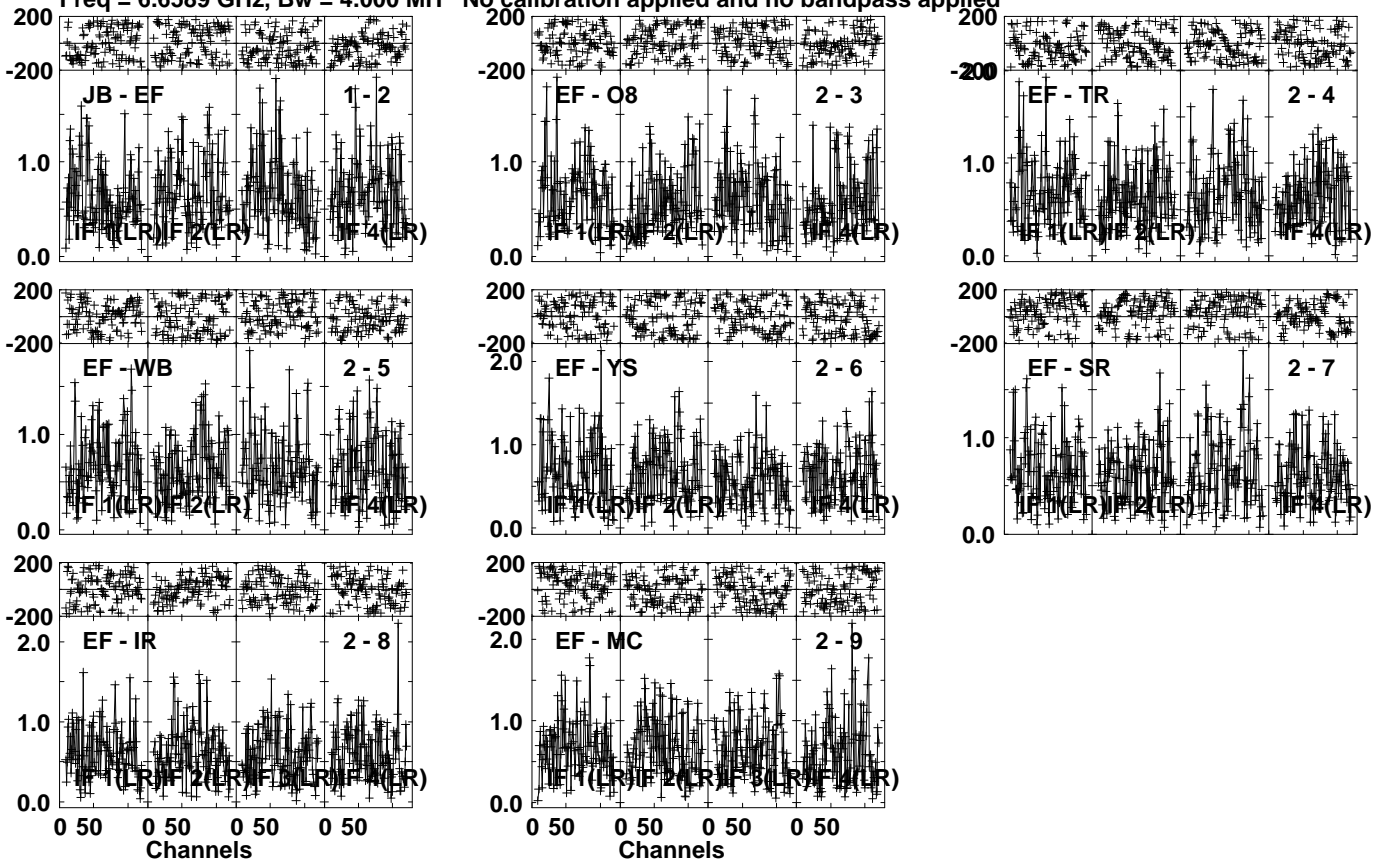 Freq = 6.6589 GHz, Bw = 4.000 MH No calibration applied and no bandpass applied
200
-200
JB - EF 1 - 2
1.0
IF 1(LR) IF 2(LR) IF 4(LR)
0.0
200
-200
EF - O8 2 - 3
1.0
IF 1(LR) IF 2(LR) IF 4(LR)
0.0
200
-200
2.0
EF - TR 2 - 4
1.0
IF 1(LR) IF 2(LR) IF 4(LR)
0.0
200
-200
EF - WB 2 - 5
1.0
IF 1(LR) IF 2(LR) IF 4(LR)
0.0
200
-200
2.0
EF - YS 2 - 6
1.0
IF 1(LR) IF 2(LR) IF 4(LR)
0.0
200
-200
EF - SR 2 - 7
1.0
IF 1(LR) IF 2(LR) IF 4(LR)
0.0
200
-200
2.0
EF - IR 2 - 8
1.0
IF 1(LR) IF 2(LR) IF 3(LR) IF 4(LR)
0.0
0 50 0 50 0 50 0 50
Channels
200
-200
2.0
EF - MC 2 - 9
1.0
IF 1(LR) IF 2(LR) IF 3(LR) IF 4(LR)
0.0
0 50 0 50 0 50 0 50
Channels